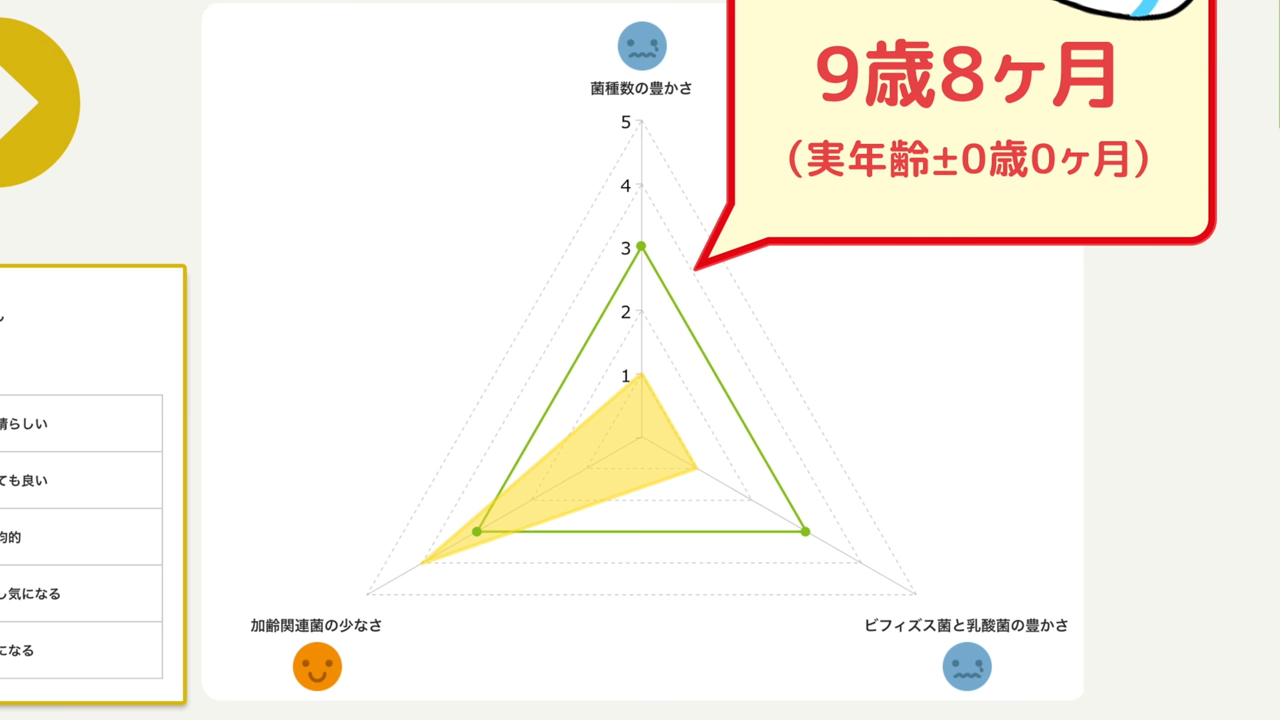 9歳8ヶ月
(実年齢±0歳0ヶ月)
菌種数の豊かさ
5
4
3
2
1
加齢関連菌の少なさ
ビフィズス菌と乳酸菌の豊かさ
晴らしい
ても良い
均的
し気になる
になる